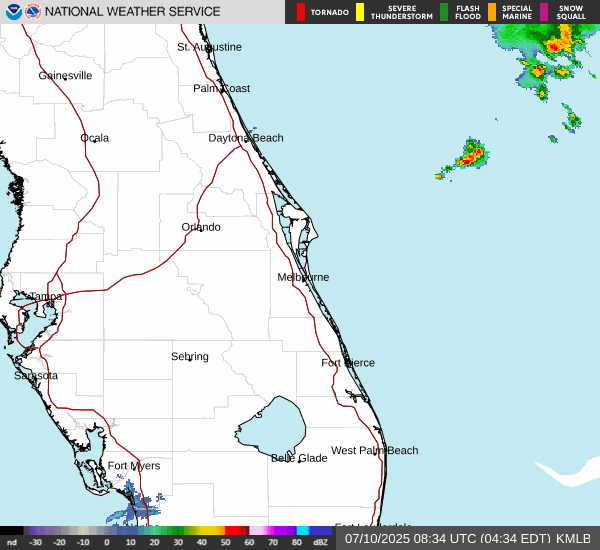 NATIONAL WEATHER SERVICE
TORNADO
SEVERE THUNDERSTORM
FLASH FLOOD
SPECIAL MARINE
SNOW SQUALL
St. Augustine
Gainesville
Palm Coast
Ocala
Daytona Beach
Orlando
Melbourne
Tampa
Sebring
Fort Pierce
Sarasota
West Palm Beach
Belle Glade
Fort Myers
Fort Lauderdale
nd -30 -20 -10 0 10 20 30 40 50 60 70 80 dBZ
07/10/2025 08:34 UTC (04:34 EDT) KMLB